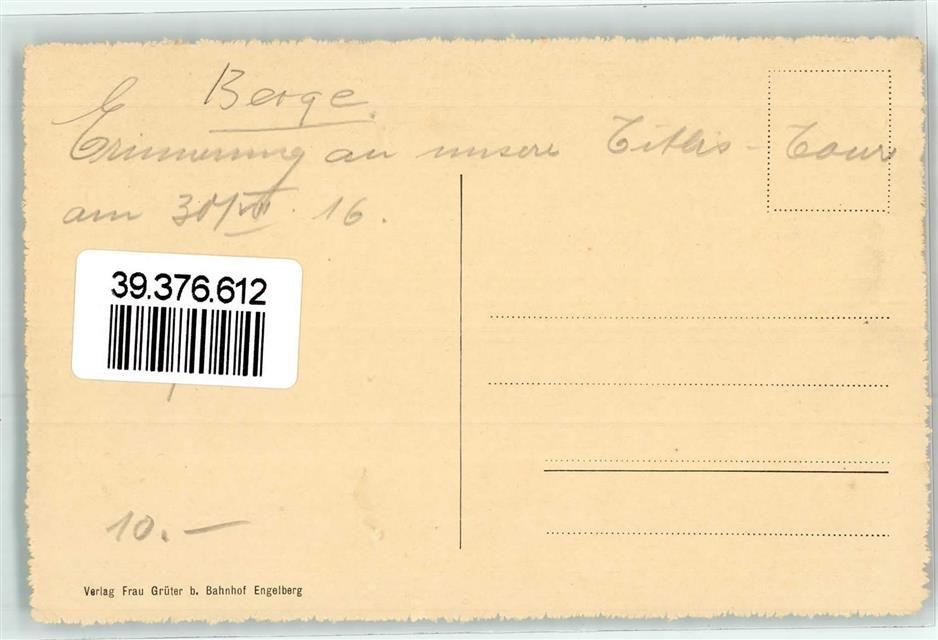 Berge
Erinnerung an unsere Titlis - Tour
am 30/VII. 16.
39.376.612
10.—
Verlag Frau Grüter b. Bahnhof Engelberg